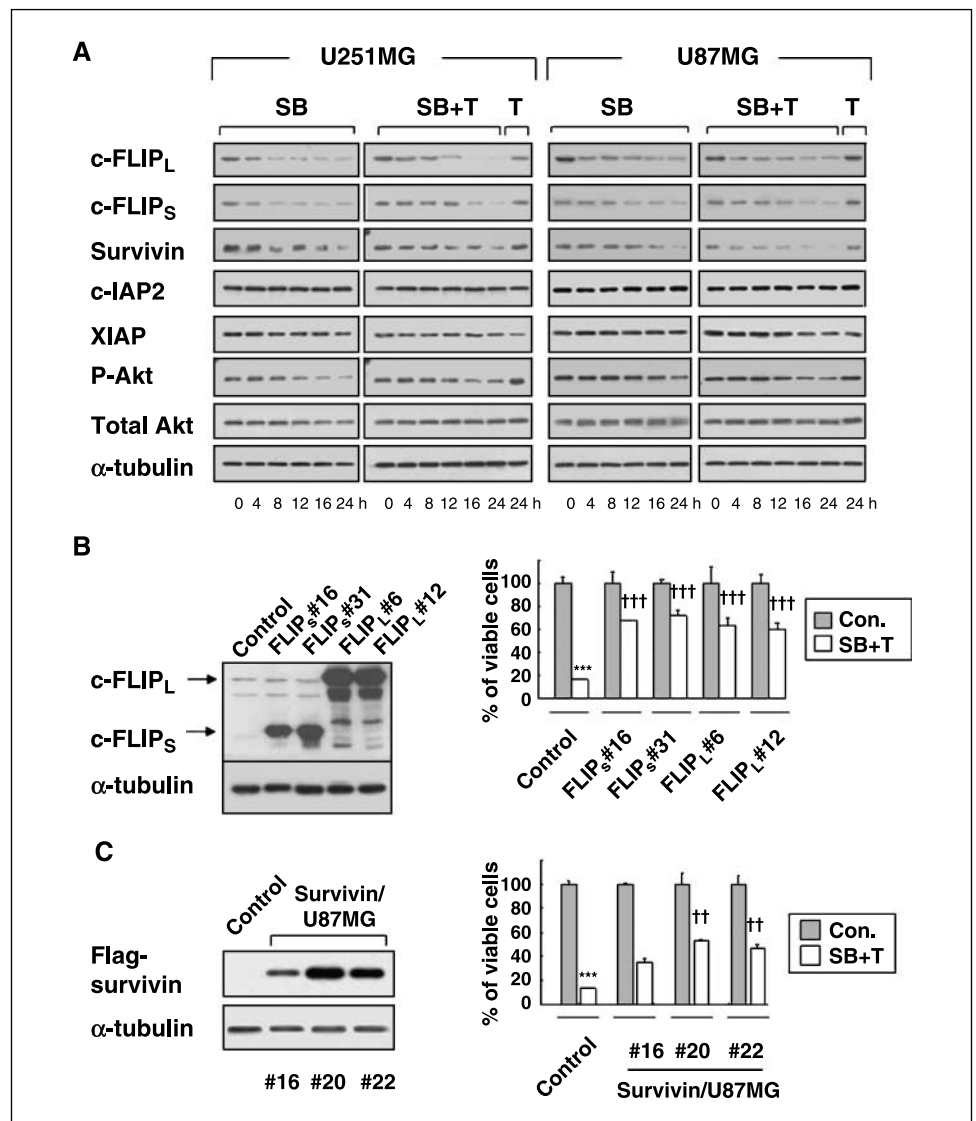 A
U251MG U87MG
SB SB+T T SB SB+T T
c-FLIPL
c-FLIPS
Survivin
c-IAP2
XIAP
P-Akt
Total Akt
α-tubulin
0 4 8 12 16 24 h 0 4 8 12 16 24 24 h 0 4 8 12 16 24 h 0 4 8 12 16 24 24 h
B
Control
FLIPs#16
FLIPs#31
FLIPL#6
FLIPL#12
c-FLIPL
c-FLIPS
α-tubulin
% of viable cells
100
80
60
40
20
0
***
†††
†††
†††
†††
Con.
SB+T
Control
FLIPs#16
FLIPs#31
FLIPL#6
FLIPL#12
C
Control
Survivin/
U87MG
Flag-
survivin
α-tubulin
#16 #20 #22
% of viable cells
100
80
60
40
20
0
***
††
††
Con.
SB+T
Control
#16 #20 #22
Survivin/U87MG